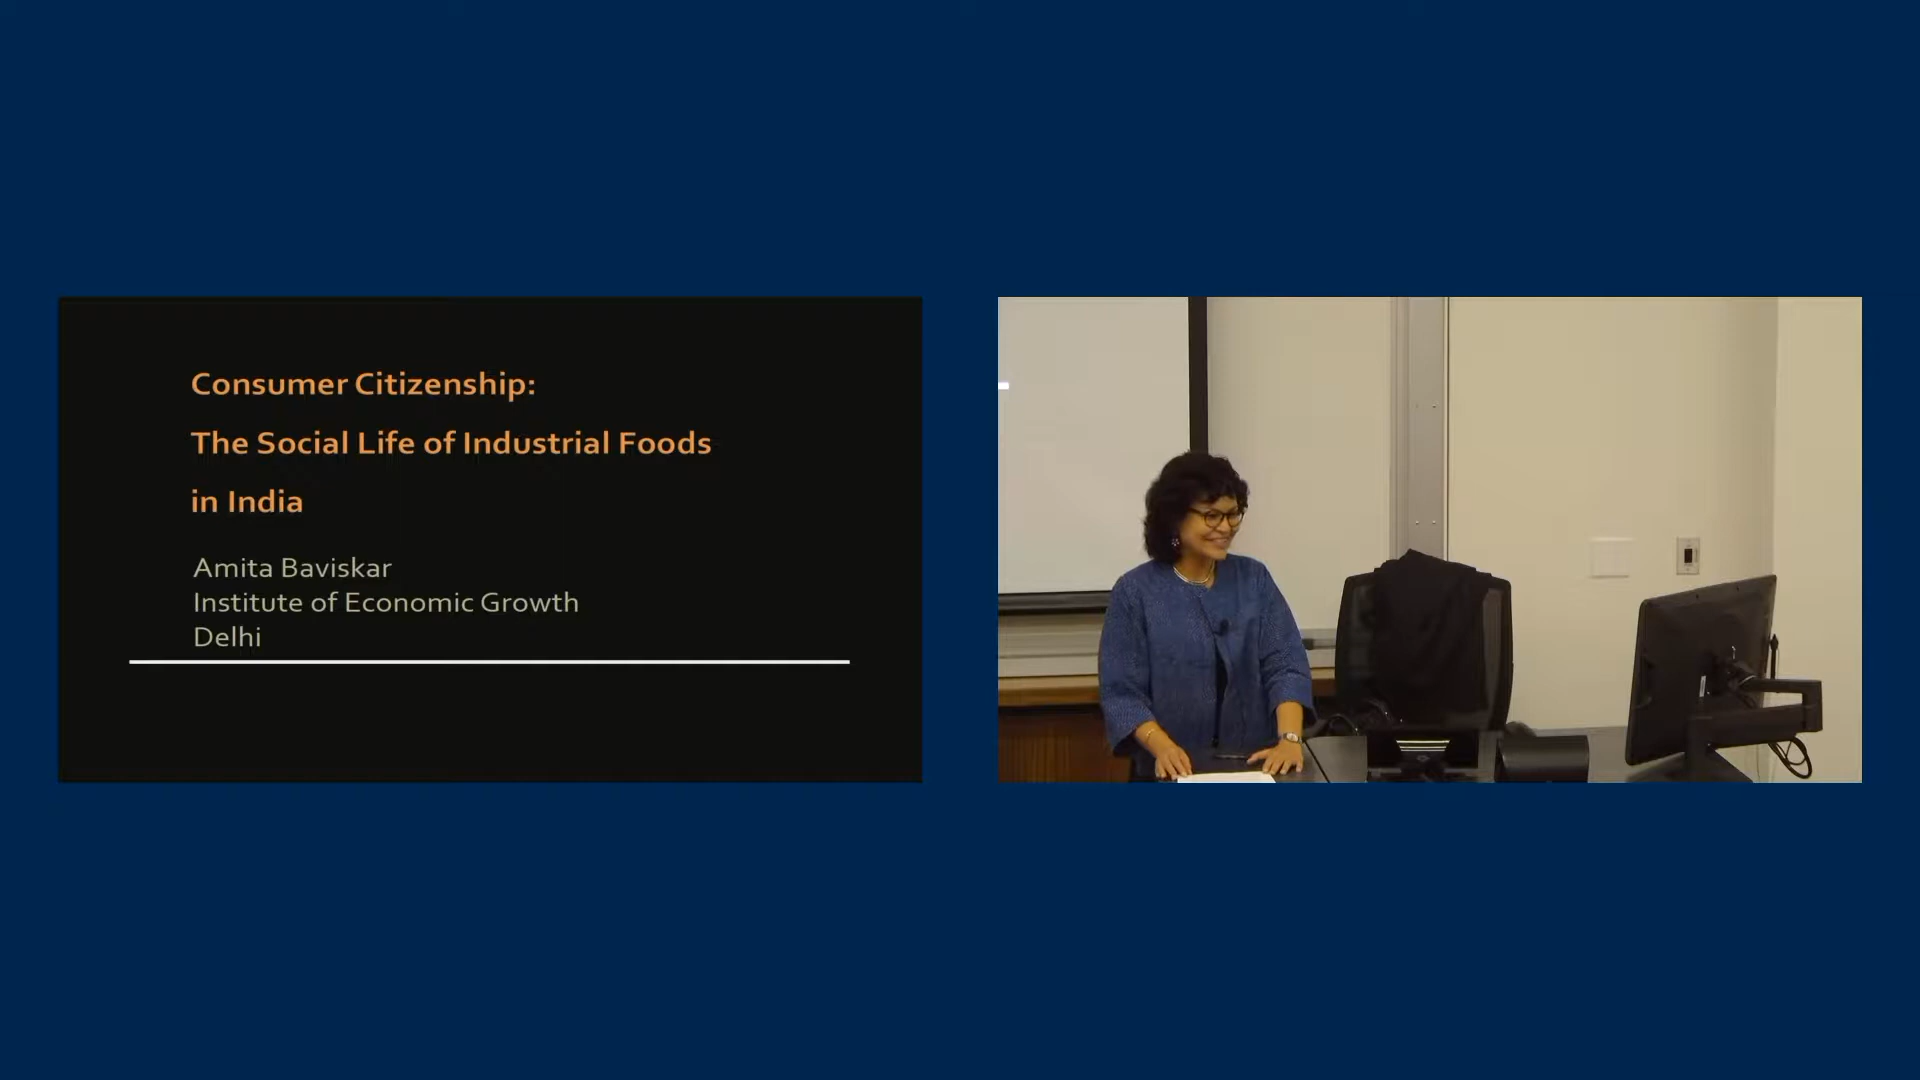 Consumer Citizenship:
The Social Life of Industrial Foods
in India
Amita Baviskar
Institute of Economic Growth
Delhi